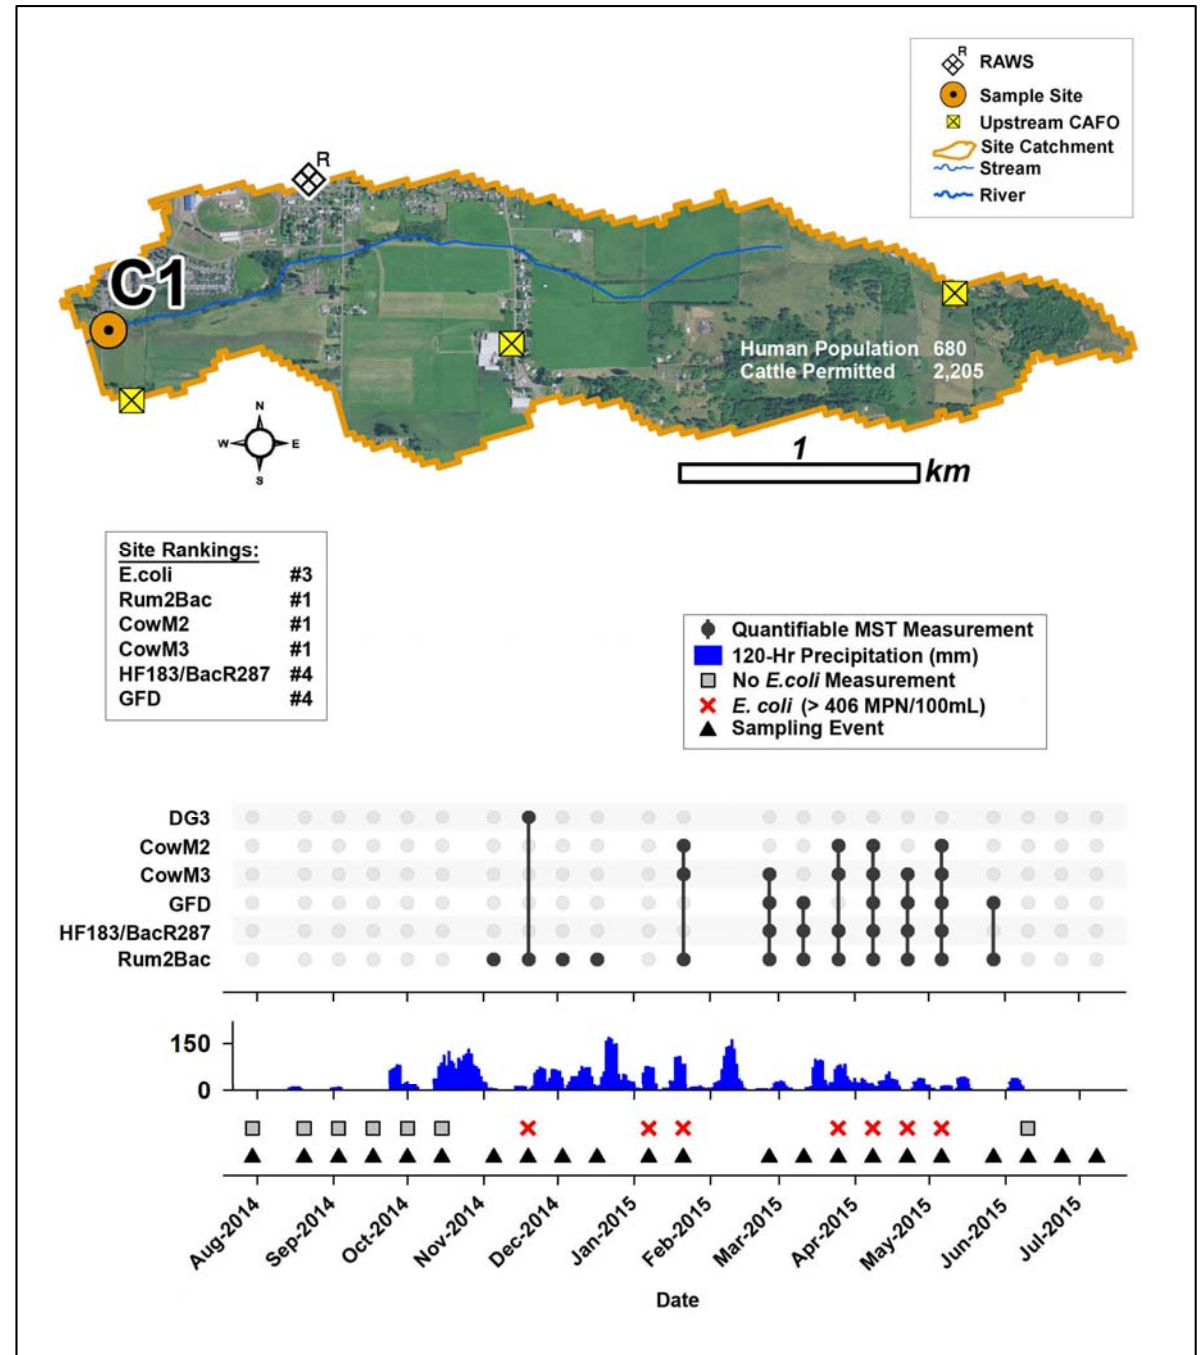 R
RAWS
Sample Site
Upstream CAFO
Site Catchment
Stream
River
R
C1
Human Population 680
Cattle Permitted 2,205
N
W E
S
1
km
Site Rankings:
E.coli #3
Rum2Bac #1
CowM2 #1
CowM3 #1
HF183/BacR287 #4
GFD #4
Quantifiable MST Measurement
120-Hr Precipitation (mm)
No E.coli Measurement
E. coli (> 406 MPN/100mL)
Sampling Event
DG3
CowM2
CowM3
GFD
HF183/BacR287
Rum2Bac
150
0
Aug-2014 Sep-2014 Oct-2014 Nov-2014 Dec-2014 Jan-2015 Feb-2015 Mar-2015 Apr-2015 May-2015 Jun-2015 Jul-2015
Date